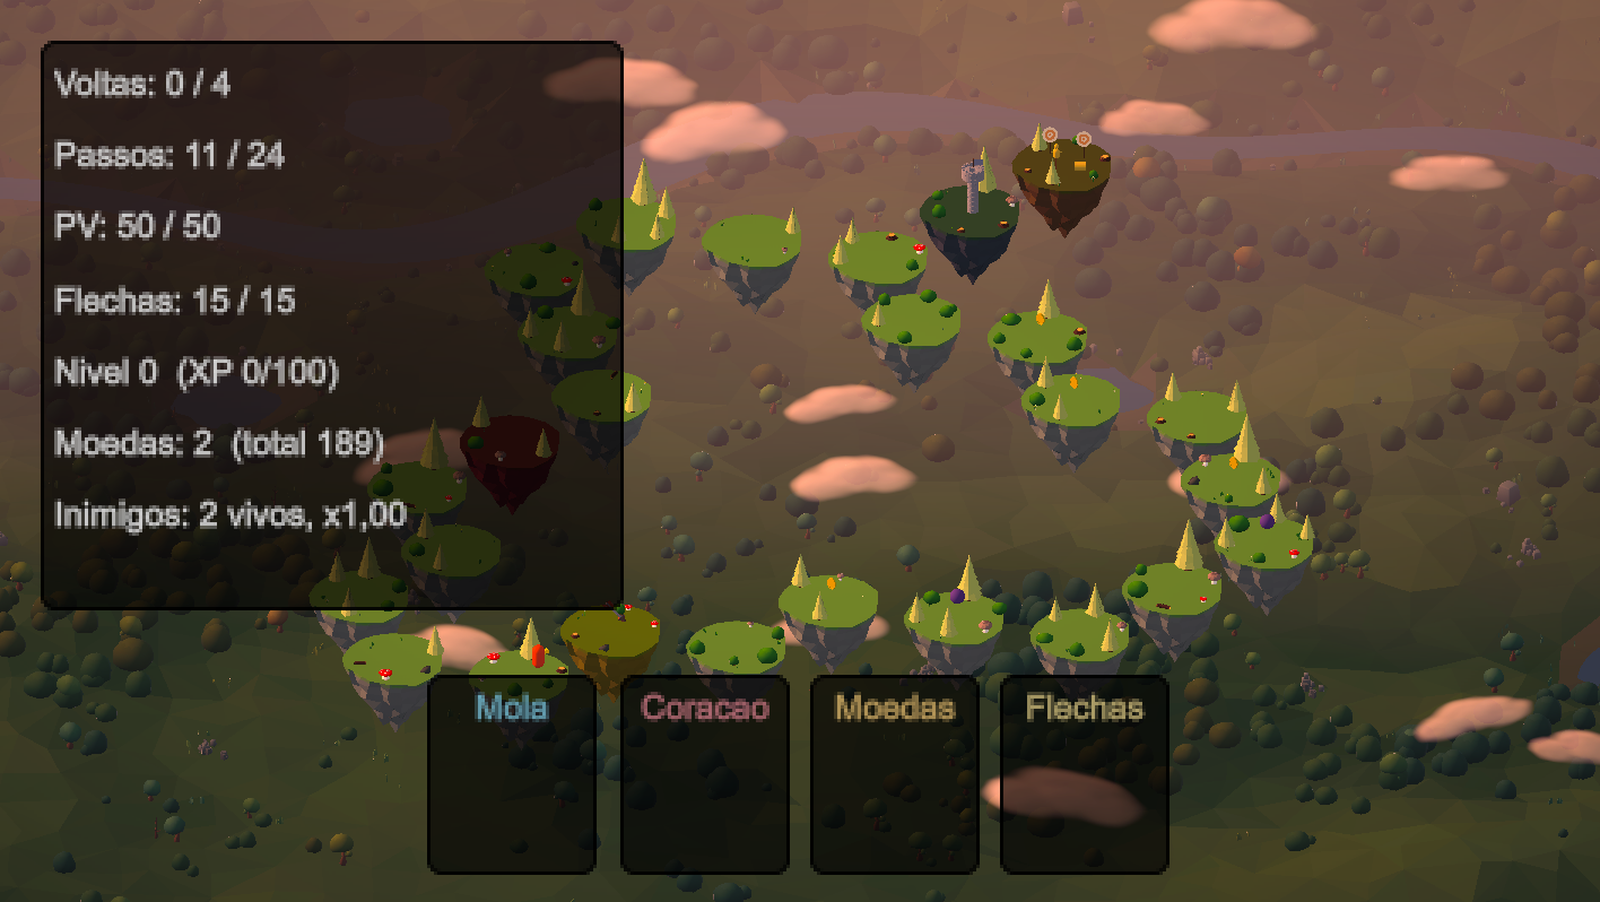 Voltas: 0 / 4
Passos: 11 / 24
PV: 50 / 50
Flechas: 15 / 15
Nivel 0 (XP 0/100)
Moedas: 2 (total 189)
Inimigos: 2 vivos, x1,00
Mola
Coracao
Moedas
Flechas